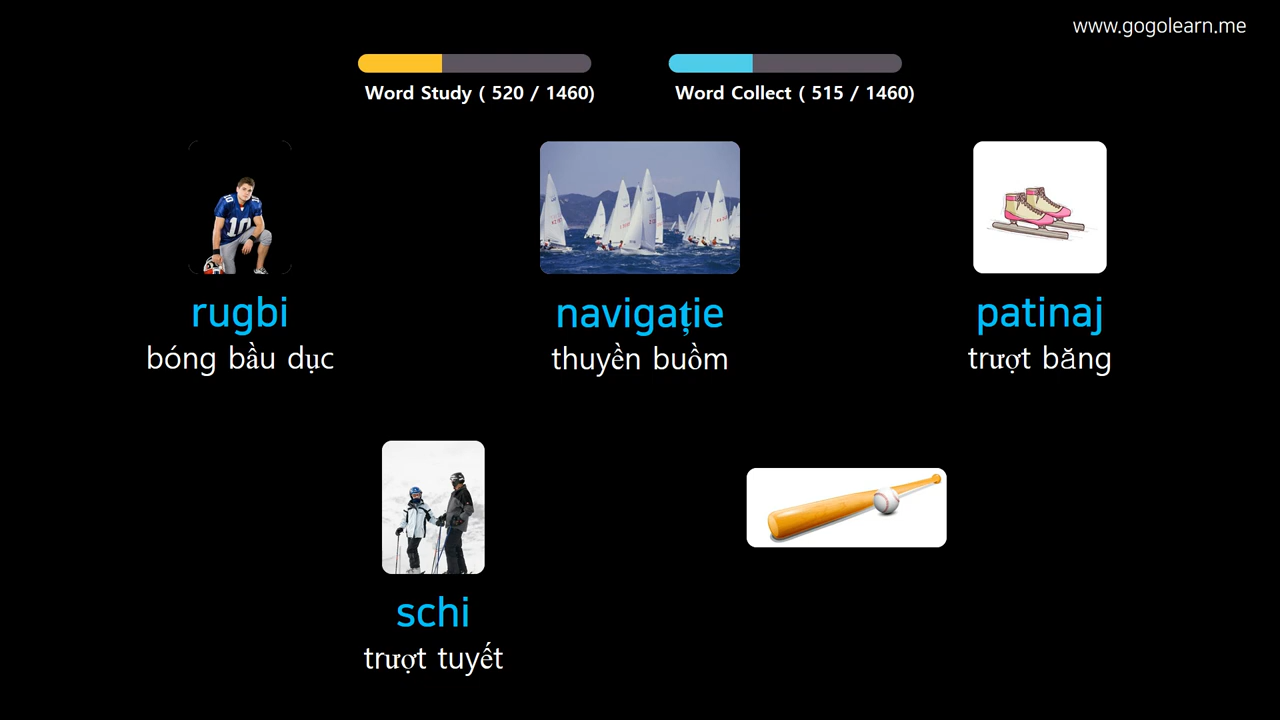 www.gogolearn.me
Word Study ( 520 / 1460)
Word Collect ( 515 / 1460)
rugbi
bóng bầu dục
navigaţie
thuyền buồm
patinaj
trượt băng
schi
trượt tuyết